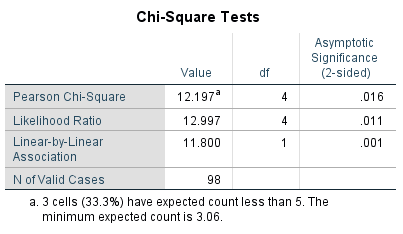 Chi-Square Tests
Asymptotic
Significance
(2-sided)
Value df
Pearson Chi-Square 12.197a 4 .016
Likelihood Ratio 12.997 4 .011
Linear-by-Linear
Association 11.800 1 .001
N of Valid Cases 98
a. 3 cells (33.3%) have expected count less than 5. The
minimum expected count is 3.06.